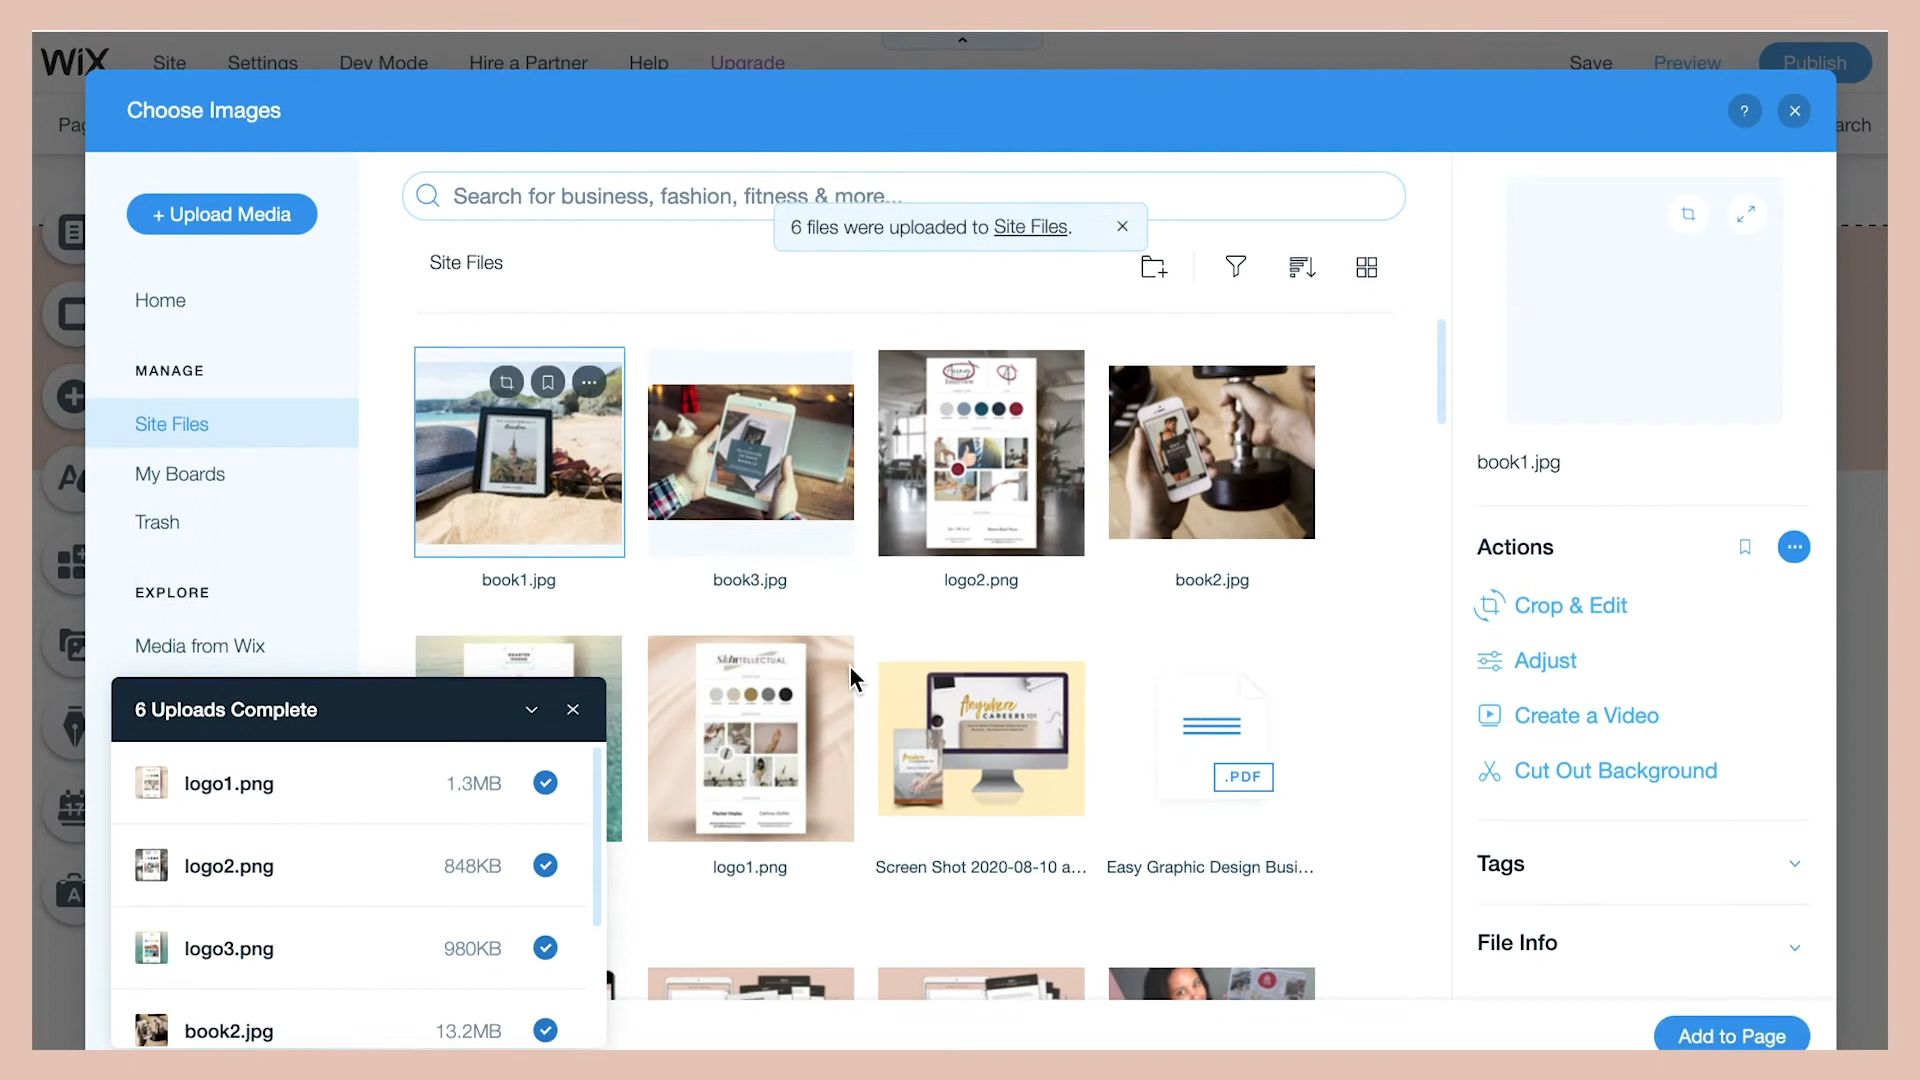 WIX Site Settings Dev Mode Hire a Partner Help Upgrade Save Preview Publish
Choose Images ?
+ Upload Media
Search for business, fashion, fitness & more...
6 files were uploaded to Site Files.
Site Files
Home
MANAGE
Site Files
My Boards
Trash
EXPLORE
Media from Wix
book1.jpg
book3.jpg
logo2.png
book2.jpg
SkINTELLECTUAL
Anywhere
CAREERS 101
.PDF
logo1.png
Screen Shot 2020-08-10 a...
Easy Graphic Design Busi...
6 Uploads Complete
logo1.png 1.3MB
logo2.png 848KB
logo3.png 980KB
book2.jpg 13.2MB
book1.jpg
Actions
Crop & Edit
Adjust
Create a Video
Cut Out Background
Tags
File Info
Add to Page